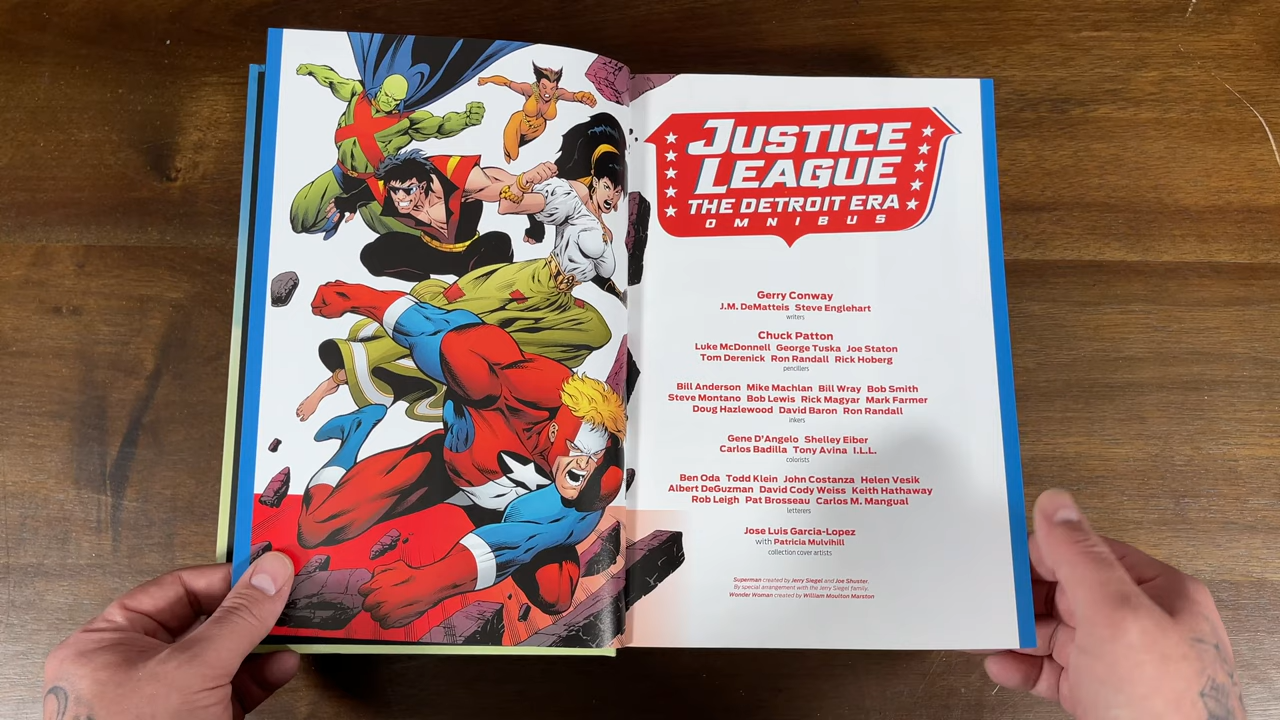 JUSTICE
LEAGUE
THE DETROIT ERA
OMNIBUS
Gerry Conway
J.M. DeMatteis Steve Englehart
writers
Chuck Patton
Luke McDonnell George Tuska Joe Staton
Tom Derenick Ron Randall Rick Hoberg
pencillers
Bill Anderson Mike Machlan Bill Wray Bob Smith
Steve Montano Bob Lewis Rick Magyar Mark Farmer
Doug Hazlewood David Baron Ron Randall
inkers
Gene D'Angelo Shelley Eiber
Carlos Badilla Tony Avina I.L.L.
colorists
Ben Oda Todd Klein John Costanza Helen Vesik
Albert DeGuzman David Cody Weiss Keith Hathaway
Rob Leigh Pat Brosseau Carlos M. Mangual
letterers
Jose Luis Garcia-Lopez
with Patricia Mulvihill
collection cover artists
Superman created by Jerry Siegel and Joe Shuster.
By special arrangement with the Jerry Siegel family.
Wonder Woman created by William Moulton Marston